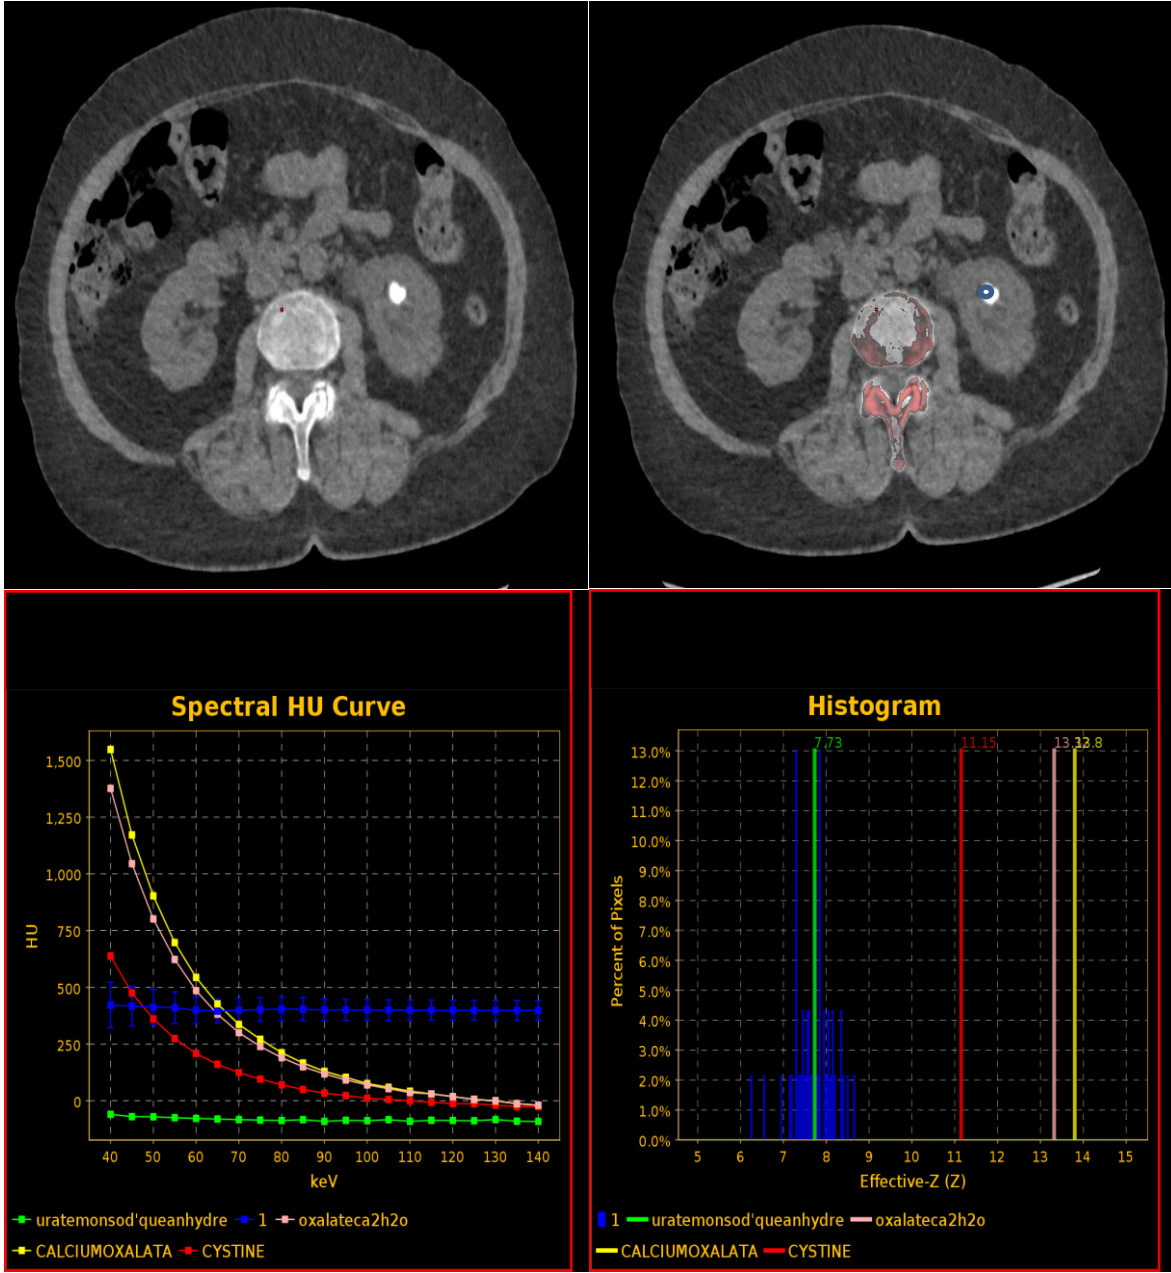 Spectral HU Curve
1,500
1,250
1,000
750
500
250
0
HU
40 50 60 70 80 90 100 110 120 130 140
keV
uratemonsod'queanhydre 1 oxalateca2h2o
CALCIUMOXALATA CYSTINE
Histogram
7.73 11.15 13.8
13.0%
12.0%
11.0%
10.0%
9.0%
8.0%
7.0%
6.0%
5.0%
4.0%
3.0%
2.0%
1.0%
0.0%
Percent of Pixels
5 6 7 8 9 10 11 12 13 14 15
Effective-Z (Z)
1 uratemonsod'queanhydre oxalateca2h2o
CALCIUMOXALATA CYSTINE